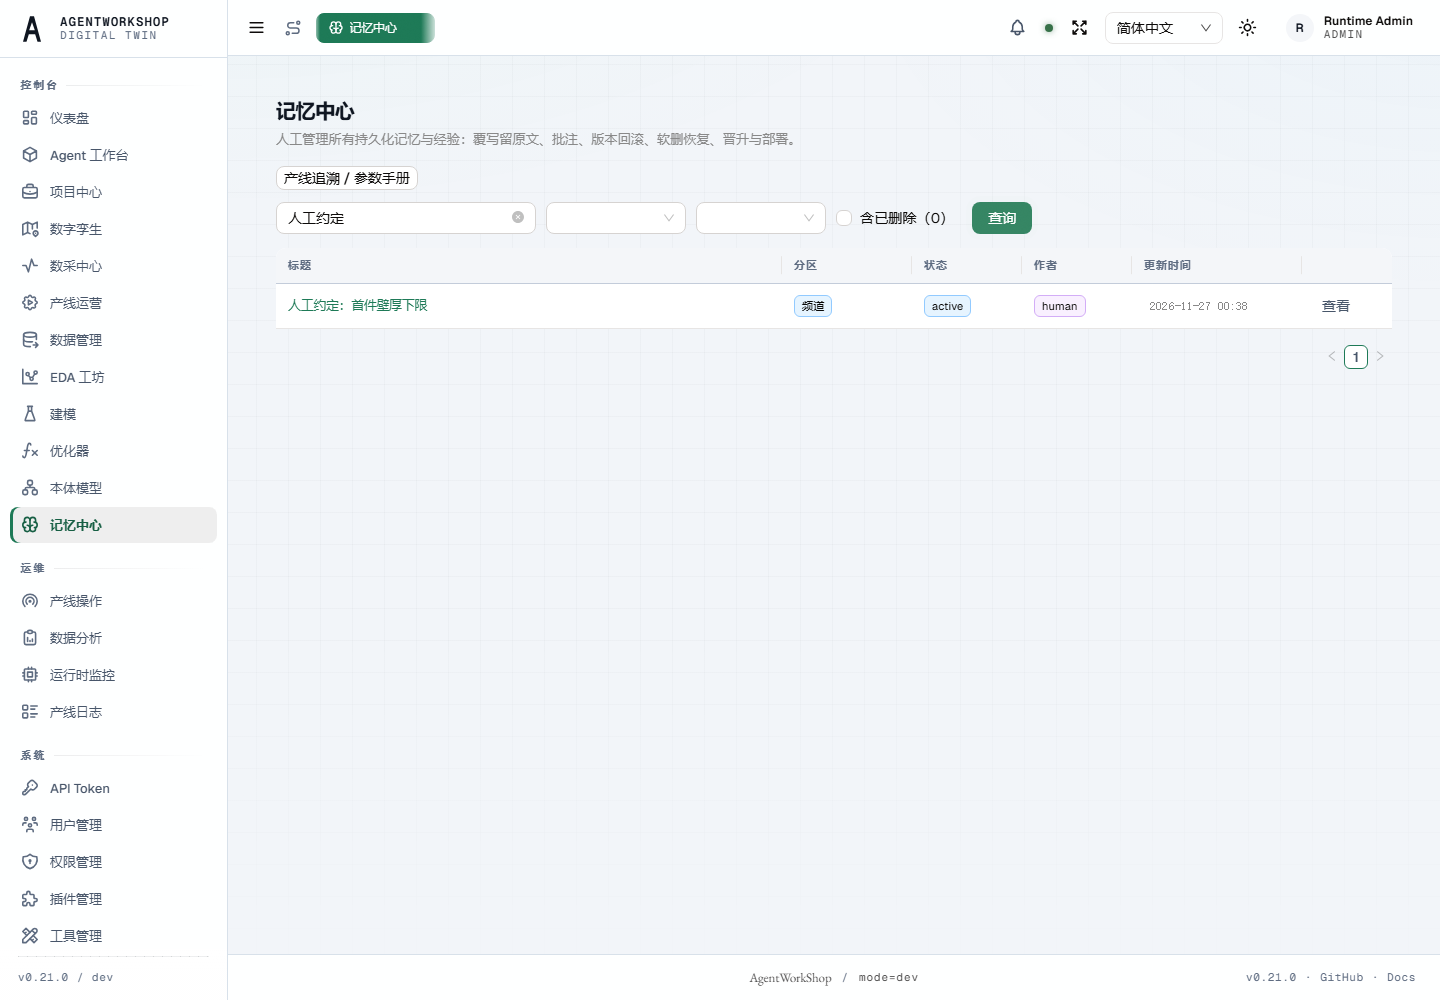 AGENTWORKSHOP
DIGITAL TWIN
控制台
仪表盘
Agent 工作台
项目中心
数字孪生
数采中心
产线运营
数据管理
EDA 工坊
建模
优化器
本体模型
记忆中心
运维
产线操作
数据分析
运行时监控
产线日志
系统
API Token
用户管理
权限管理
插件管理
工具管理
v0.21.0 / dev
记忆中心
简体中文
R
Runtime Admin
ADMIN
记忆中心
人工管理所有持久化记忆与经验：覆写留原文、批注、版本回滚、软删恢复、晋升与部署。
产线追溯 / 参数手册
人工约定
含已删除（0）
查询
标题 分区 状态 作者 更新时间
人工约定：首件壁厚下限 频道 active human 2026-11-27 00:38 查看
1
AgentWorkShop / mode=dev
v0.21.0 · GitHub · Docs